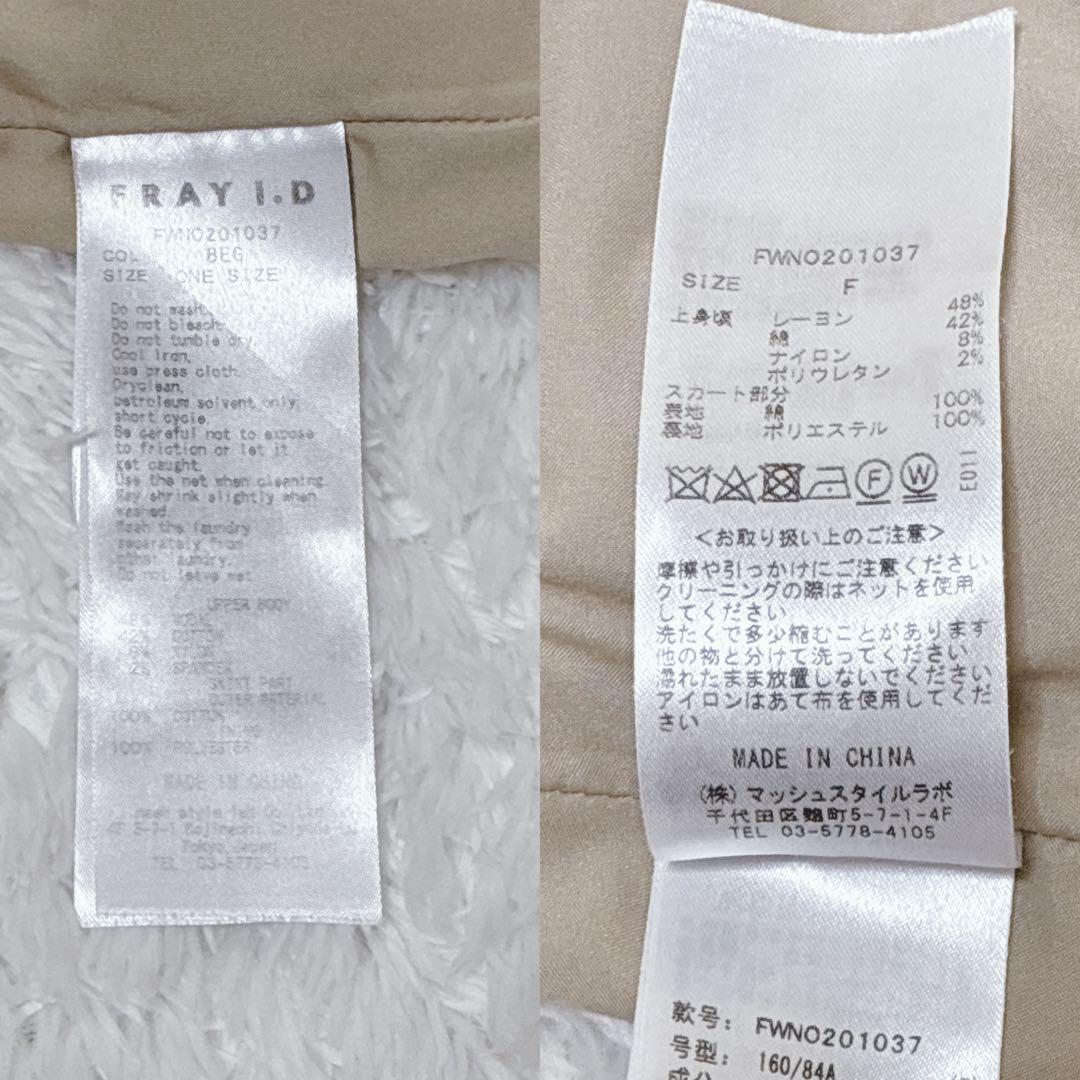 FRAY I.D
FWNO201037
COL BEG
SIZE ONE SIZE
Do not wash.
Do not bleach.
Do not tumble dry.
Cool iron.
use press cloth.
Dryclean.
petroleum solvent only.
short cycle.
Be careful not to expose
to friction or let it
get caught.
Use the net when cleaning.
May shrink slightly when
washed.
Wash the laundry
separately from
other laundry.
Do not leave wet.
UPPER BODY
42% COTTON
SKIRT PART
OUTER MATERIAL
100% COTTON
LINING
100% POLYESTER
MADE IN CHINA
TEL 03-5778-4105
FWNO201037
SIZE F
上身頃 レーヨン 48%
綿 42%
ナイロン 8%
ポリウレタン 2%
スカート部分
表地 綿 100%
裏地 ポリエステル 100%
F W
E011
<お取り扱い上のご注意>
摩擦や引っかけにご注意ください
クリーニングの際はネットを使用
してください
洗たくで多少縮むことがあります
他の物と分けて洗ってください
濡れたまま放置しないでください
アイロンはあて布を使用してくだ
さい
MADE IN CHINA
(株)マッシュスタイルラボ
千代田区麹町5-7-1-4F
TEL 03-5778-4105
款号: FWNO201037
号型: 160/84A